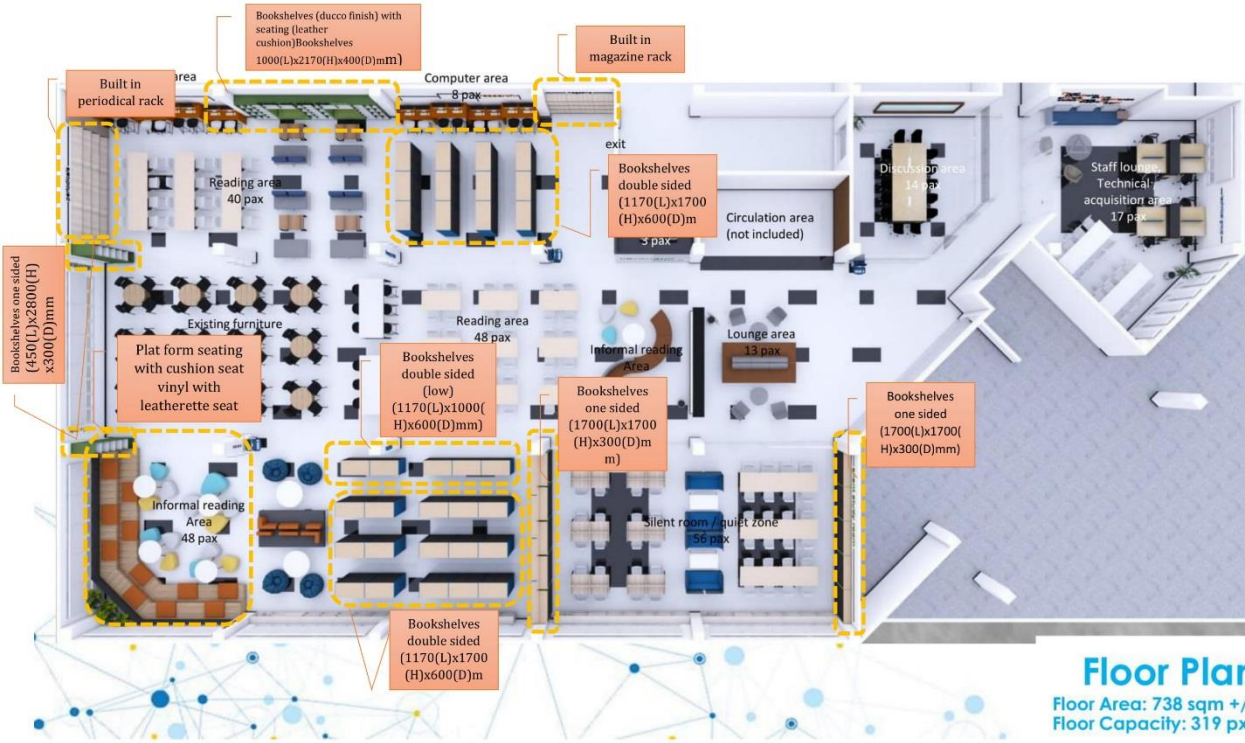 Bookshelves (ducco finish) with
seating (leather
cushion)Bookshelves
1000(L)x2170(H)x400(D)mm)
Built in
magazine rack
Built in
periodical rack
area
Computer area
8 pax
exit
Reading area
40 pax
Bookshelves
double sided
(1170(L)x1700
(H)x600(D)m
3 pax
Circulation area
(not included)
Discussion area
14 pax
Staff lounge,
Technical
acquisition area
17 pax
Bookshelves one sided
(450(L)x2800(H)
x300(D)mm
Existing furniture
Reading area
48 pax
Informal reading
Area
Lounge area
13 pax
Plat form seating
with cushion seat
vinyl with
leatherette seat
Bookshelves
double sided
(low)
(1170(L)x1000(
H)x600(D)mm)
Bookshelves
one sided
(1700(L)x1700
(H)x300(D)m
m)
Bookshelves
one sided
(1700(L)x1700(
H)x300(D)mm)
Informal reading
Area
48 pax
Silent room / quiet zone
56 pax
Bookshelves
double sided
(1170(L)x1700
(H)x600(D)m
Floor Plan
Floor Area: 738 sqm +/
Floor Capacity: 319 px